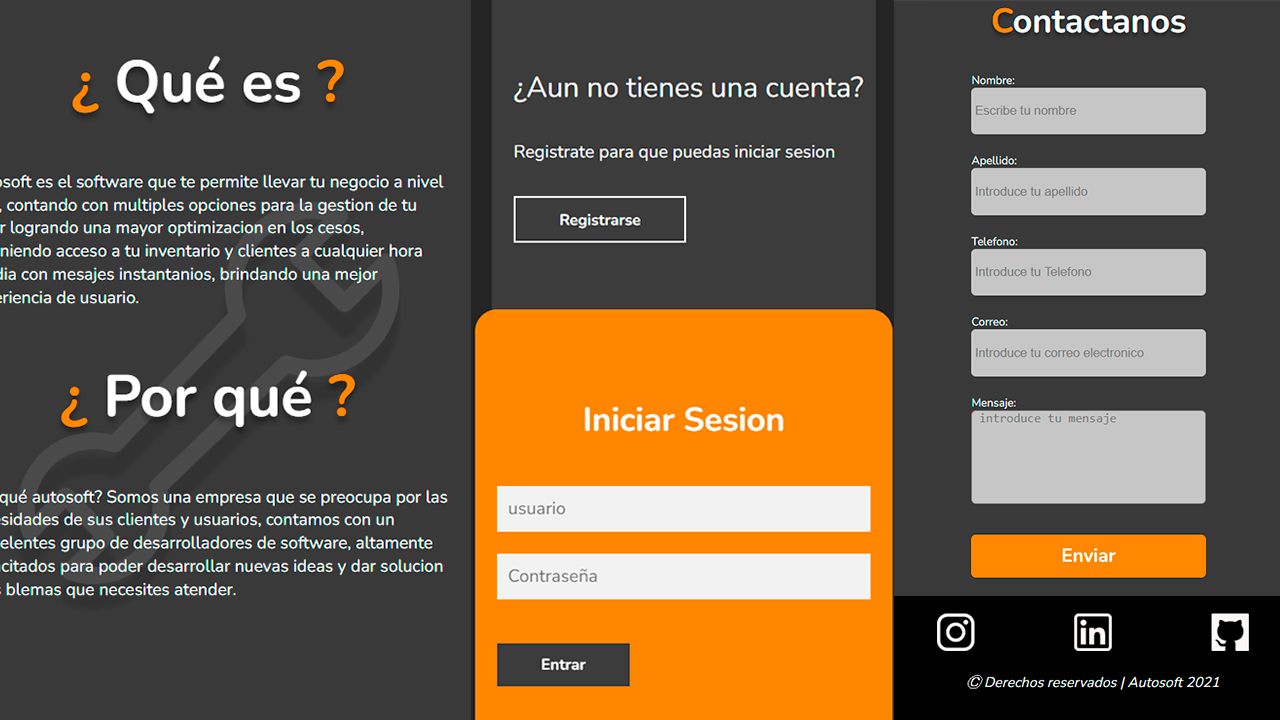 ¿ Qué es ?
osoft es el software que te permite llevar tu negocio a nivel
, contando con multiples opciones para la gestion de tu
r logrando una mayor optimizacion en los cesos,
niendo acceso a tu inventario y clientes a cualquier hora
dia con mesajes instantanios, brindando una mejor
eriencia de usuario.
¿ Por qué ?
qué autosoft? Somos una empresa que se preocupa por las
esidades de sus clientes y usuarios, contamos con un
elentes grupo de desarrolladores de software, altamente
citados para poder desarrollar nuevas ideas y dar solucion
s blemas que necesites atender.
¿Aun no tienes una cuenta?
Registrate para que puedas iniciar sesion
Registrarse
Iniciar Sesion
usuario
Contraseña
Entrar
Contactanos
Nombre:
Escribe tu nombre
Apellido:
Introduce tu apellido
Telefono:
Introduce tu Telefono
Correo:
Introduce tu correo electronico
Mensaje:
introduce tu mensaje
Enviar
in
© Derechos reservados | Autosoft 2021